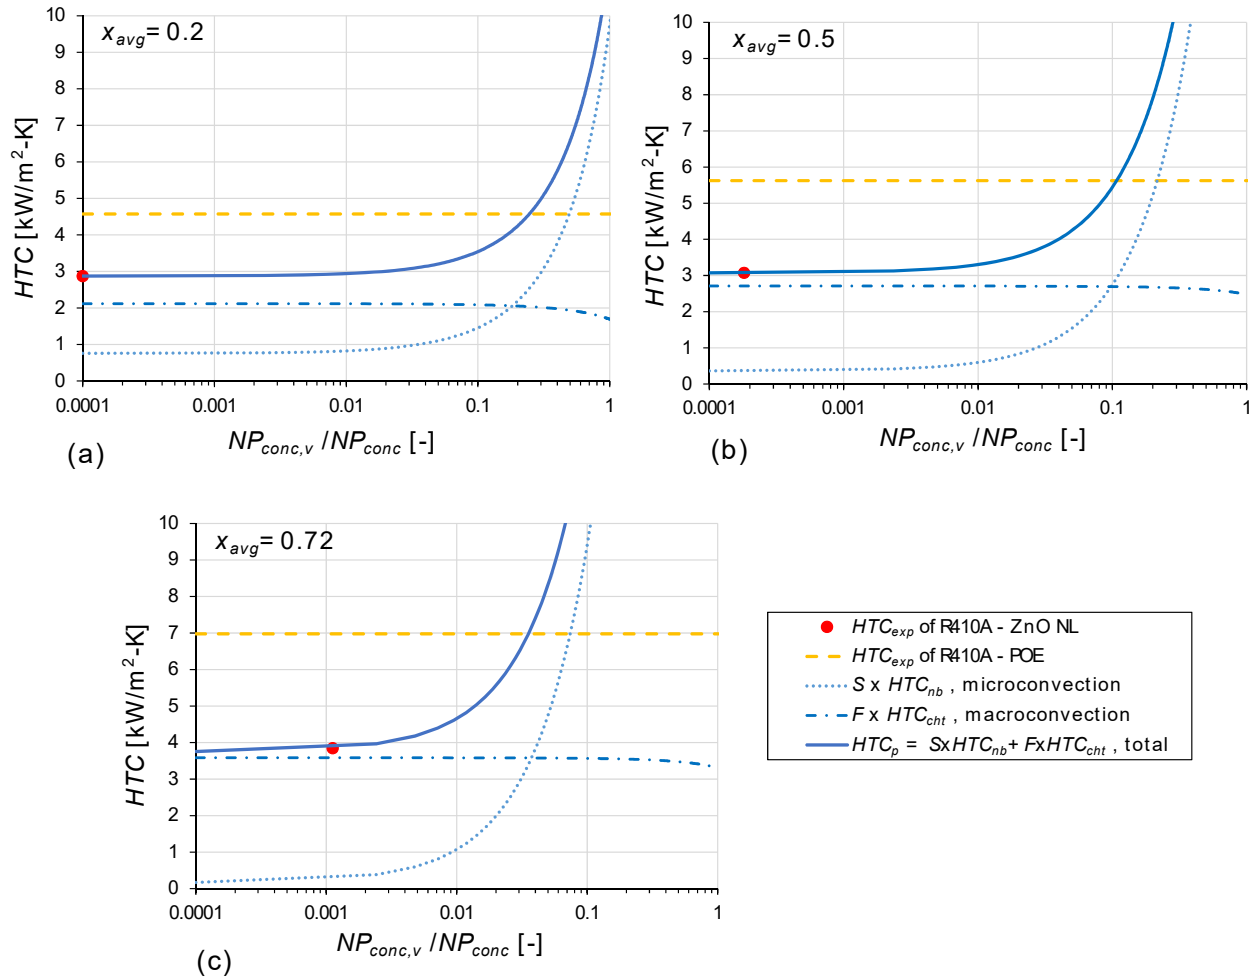 x_avg = 0.2
10
9
8
7
6
5
4
3
2
1
0
HTC [kW/m²-K]
0.0001 0.001 0.01 0.1 1
(a) NP_conc,v / NP_conc [-]
x_avg = 0.5
10
9
8
7
6
5
4
3
2
1
0
HTC [kW/m²-K]
0.0001 0.001 0.01 0.1 1
(b) NP_conc,v / NP_conc [-]
x_avg = 0.72
10
9
8
7
6
5
4
3
2
1
0
HTC [kW/m²-K]
0.0001 0.001 0.01 0.1 1
(c) NP_conc,v / NP_conc [-]
HTC_exp of R410A - ZnO NL
HTC_exp of R410A - POE
S x HTC_nb , microconvection
F x HTC_cht , macroconvection
HTC_p = SxHTC_nb + FxHTC_cht , total